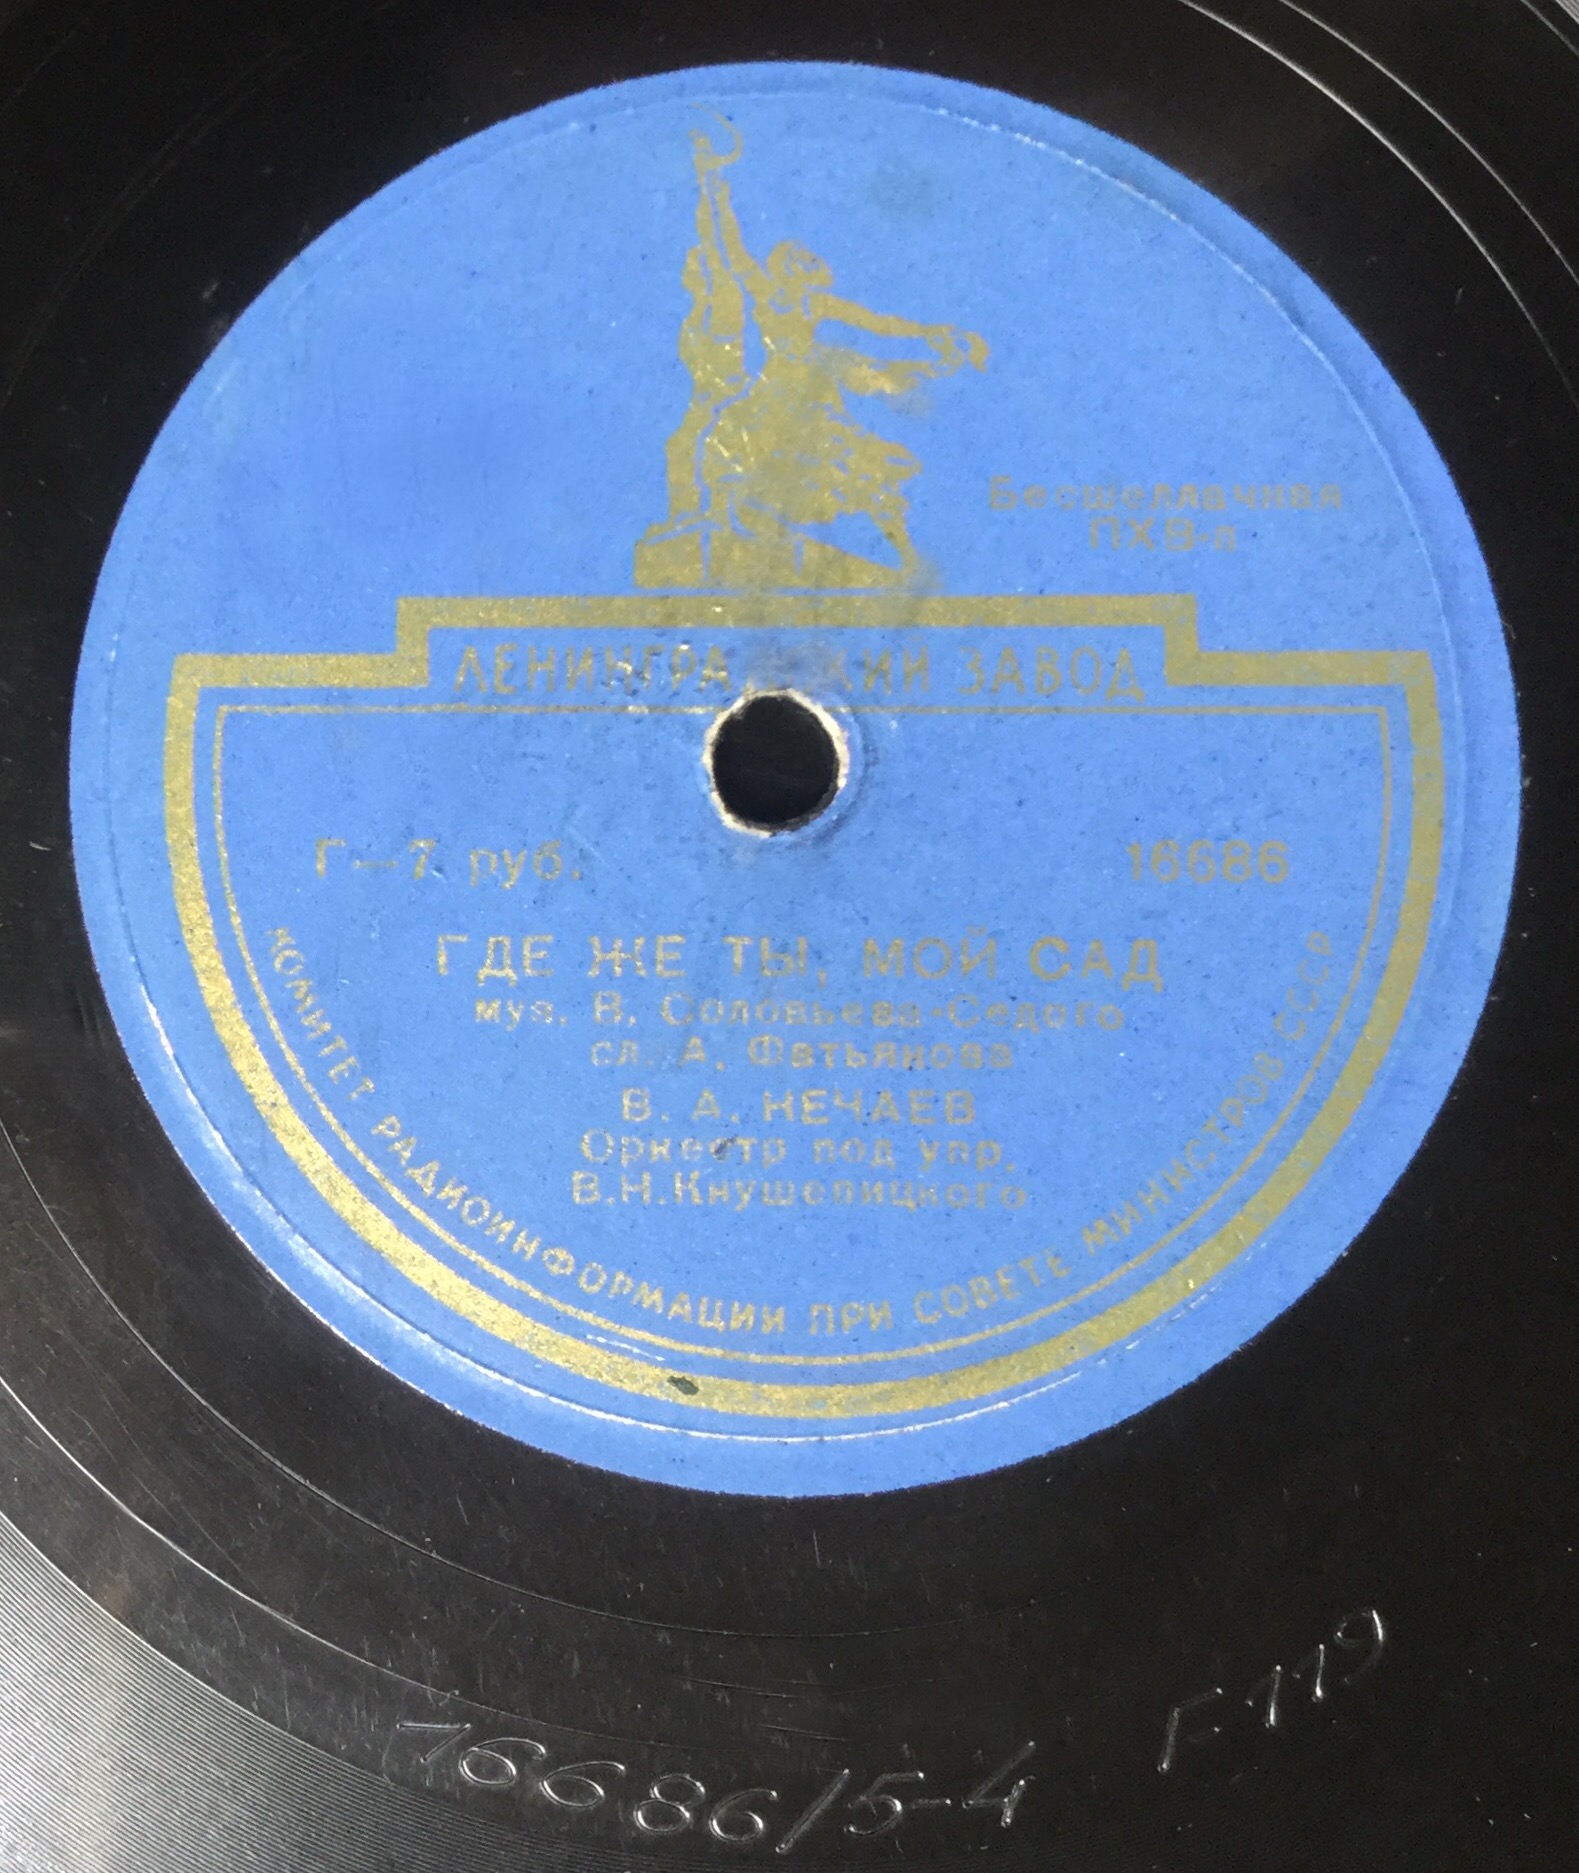 Бесшеллачная
ПХВ-п
ЛЕНИНГРА КИЙ ЗАВОД
Г—7 руб.
16686
ГДЕ ЖЕ ТЫ, МОЙ САД
муз. В. Соловьева-Седого
сл. А. Фатьянова
В. А. НЕЧАЕВ
Оркестр под упр.
В.Н.Кнушевицкого
КОМИТЕТ РАДИОИНФОРМАЦИИ ПРИ СОВЕТЕ МИНИСТРОВ СССР
16686/5-4
Г-119